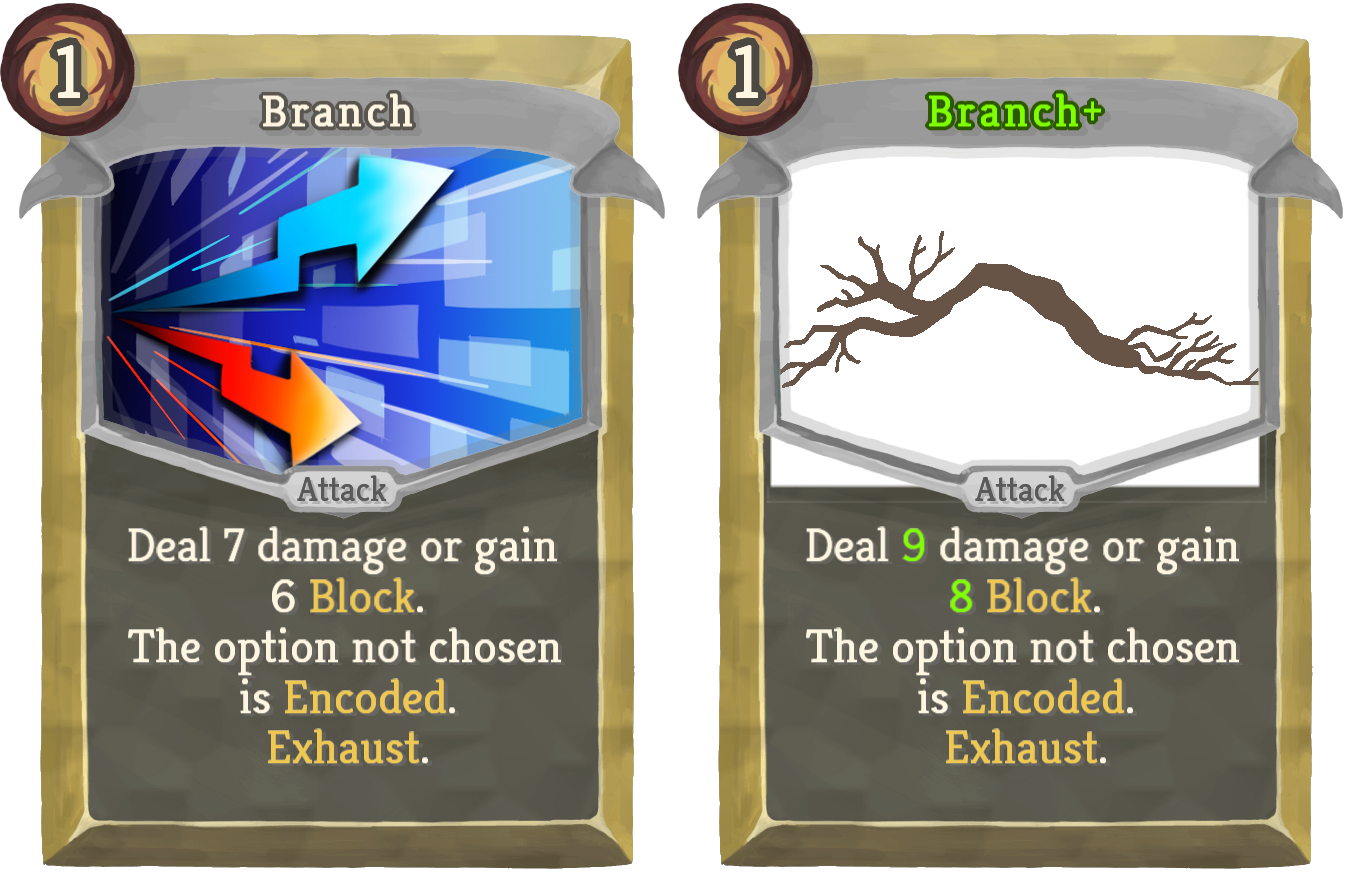 1
Branch
Attack
Deal 7 damage or gain
6 Block.
The option not chosen
is Encoded.
Exhaust.
1
Branch+
Attack
Deal 9 damage or gain
8 Block.
The option not chosen
is Encoded.
Exhaust.